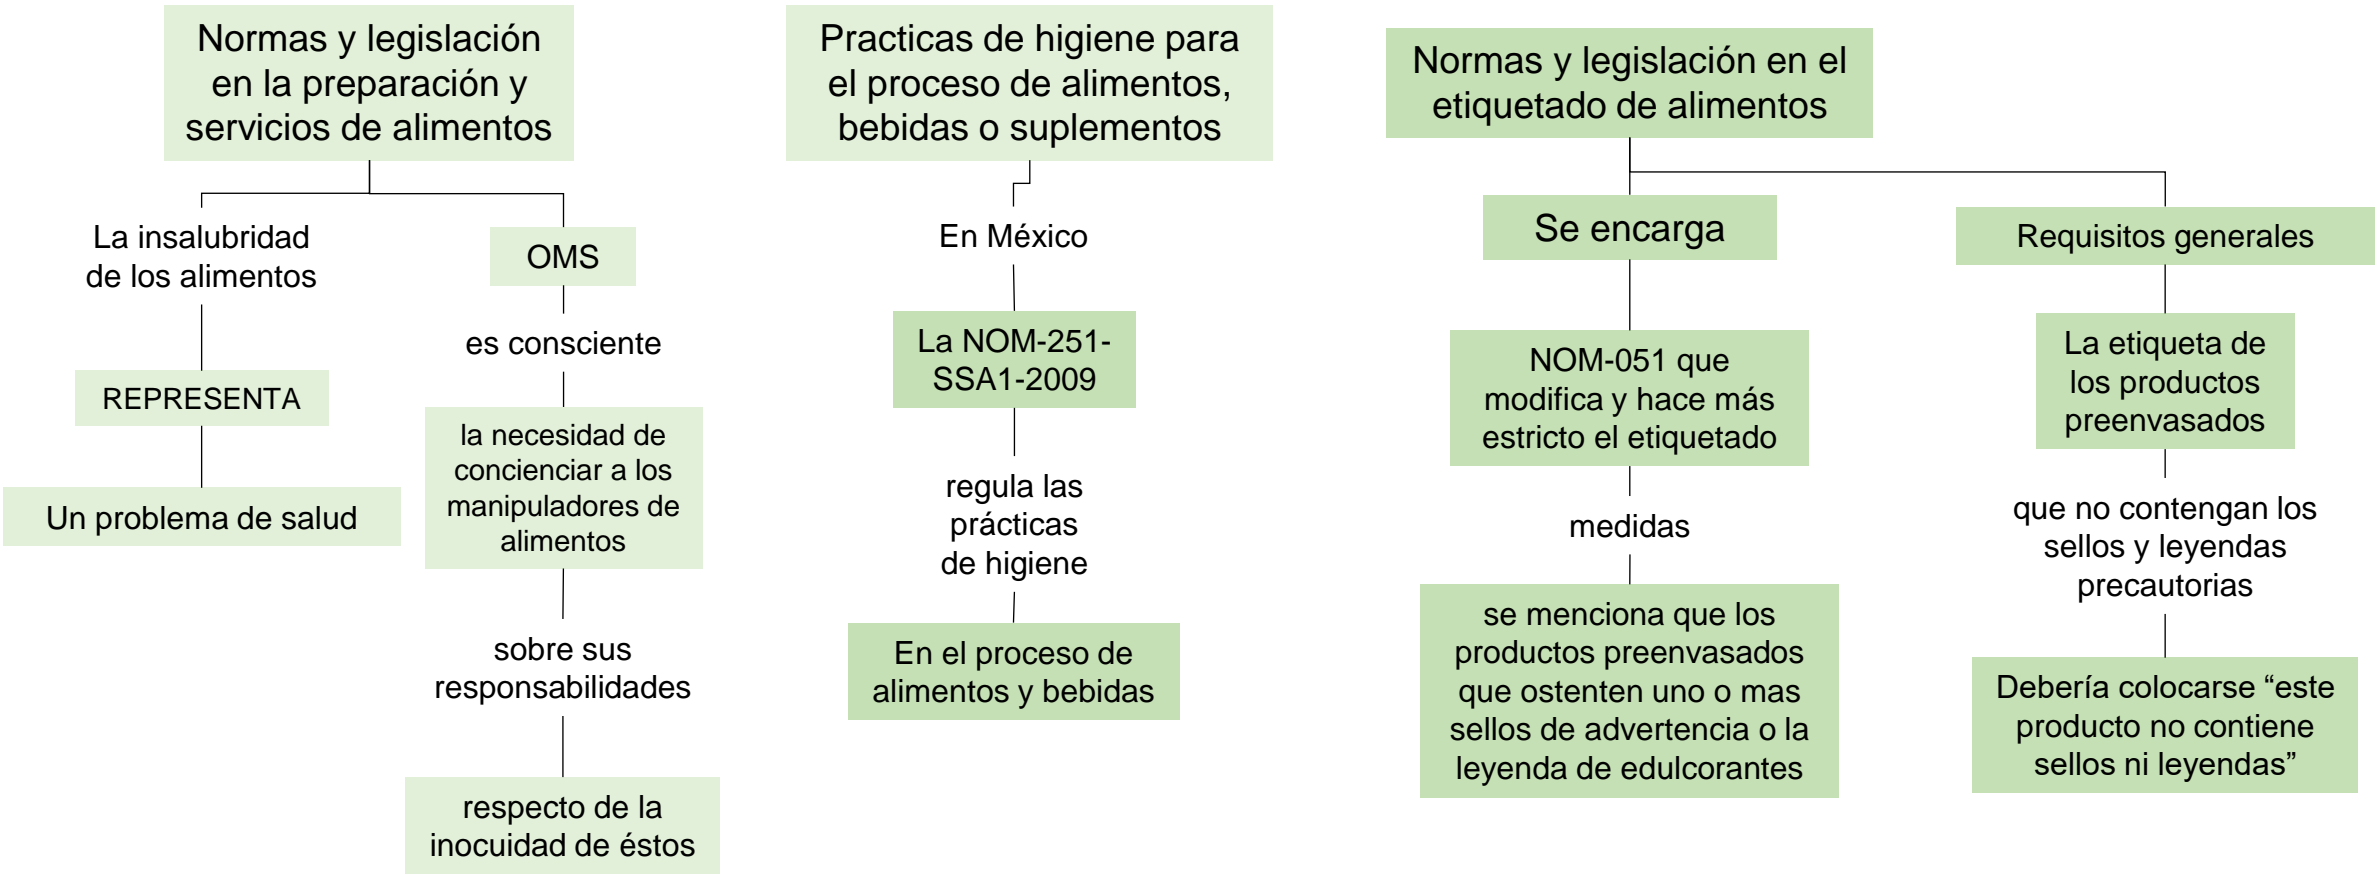 Normas y legislación
en la preparación y
servicios de alimentos
La insalubridad
de los alimentos
REPRESENTA
Un problema de salud
OMS
es consciente
la necesidad de
concienciar a los
manipuladores de
alimentos
sobre sus
responsabilidades
respecto de la
inocuidad de éstos
Practicas de higiene para
el proceso de alimentos,
bebidas o suplementos
En México
La NOM-251-
SSA1-2009
regula las
prácticas
de higiene
En el proceso de
alimentos y bebidas
Normas y legislación en el
etiquetado de alimentos
Se encarga
NOM-051 que
modifica y hace más
estricto el etiquetado
medidas
se menciona que los
productos preenvasados
que ostenten uno o mas
sellos de advertencia o la
leyenda de edulcorantes
Requisitos generales
La etiqueta de
los productos
preenvasados
que no contengan los
sellos y leyendas
precautorias
Debería colocarse “este
producto no contiene
sellos ni leyendas”